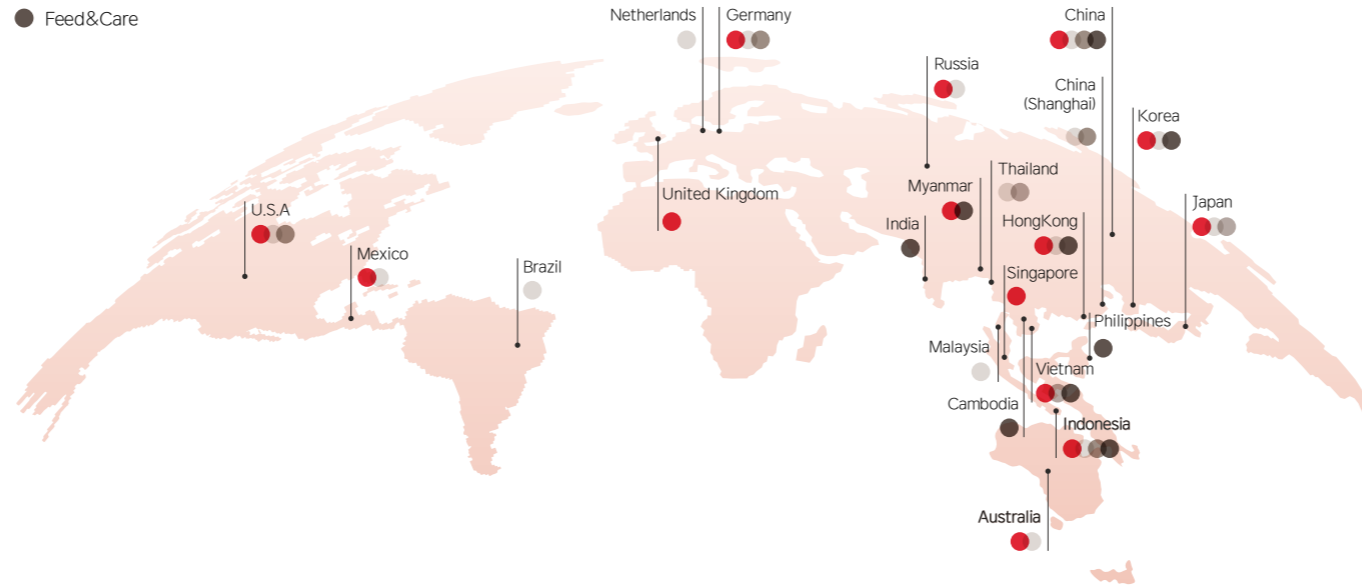 Feed&Care
Netherlands
Germany
China
Russia
China
(Shanghai)
Korea
Thailand
Myanmar
United Kingdom
Japan
U.S.A
HongKong
India
Mexico
Brazil
Singapore
Philippines
Malaysia
Vietnam
Cambodia
Indonesia
Australia